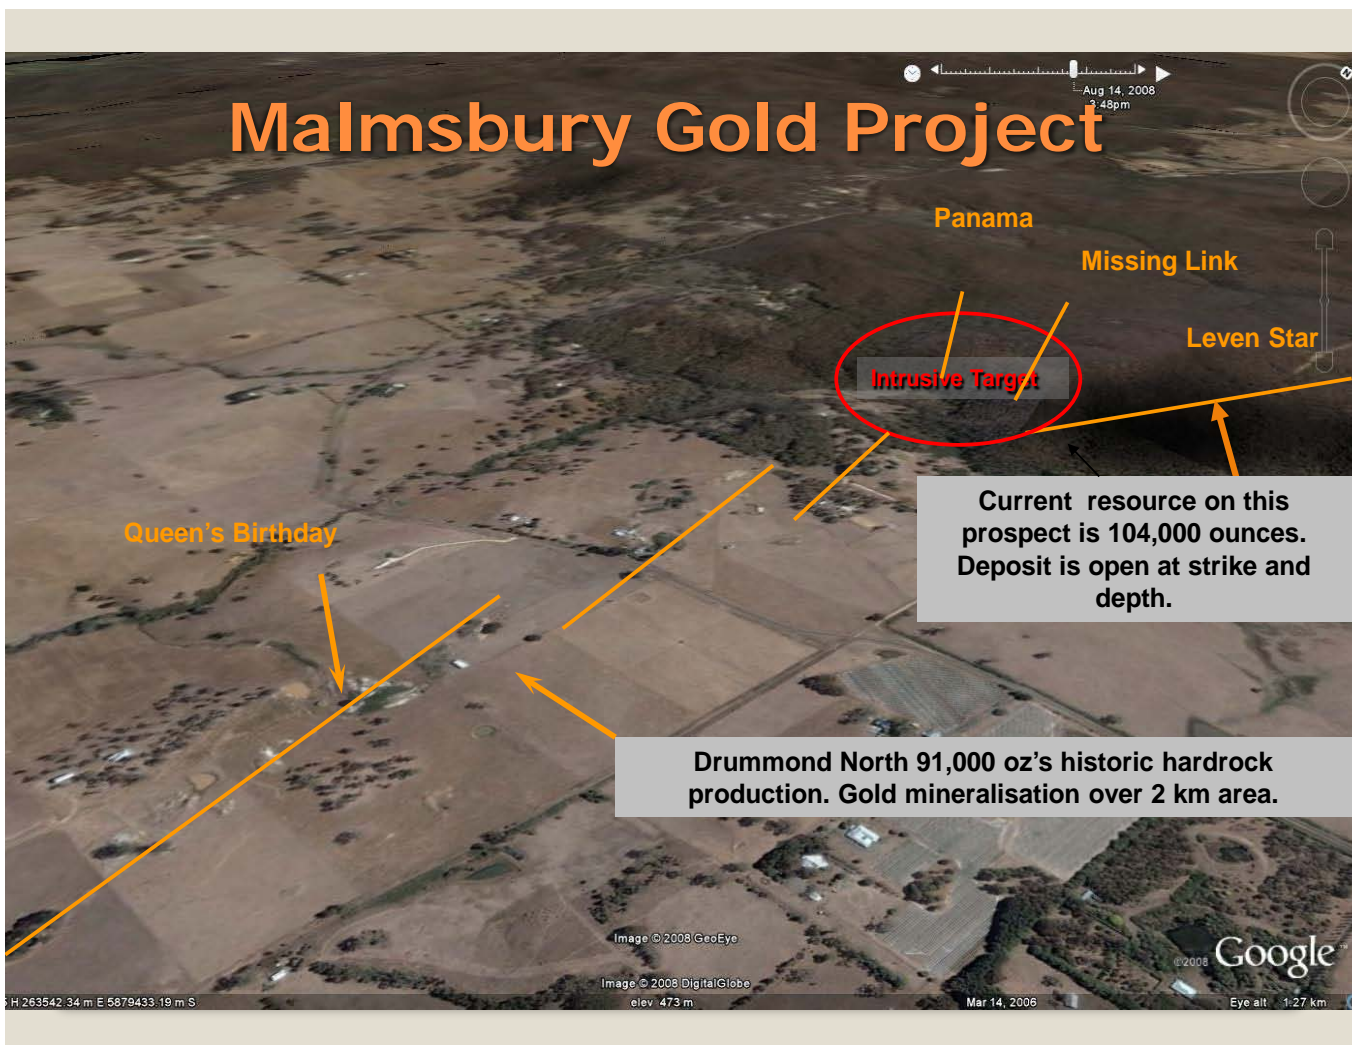 Aug 14, 2008
3:48pm
Malmsbury Gold Project
Panama
Missing Link
Leven Star
Intrusive Target
Current resource on this
prospect is 104,000 ounces.
Deposit is open at strike and
depth.
Queen's Birthday
Drummond North 91,000 oz's historic hardrock
production. Gold mineralisation over 2 km area.
Image © 2008 GeoEye
Image © 2008 DigitalGlobe
©2008 Google™
H 263542.34 m E 5879433.19 m S
elev 473 m
Mar 14, 2006
Eye alt 1.27 km